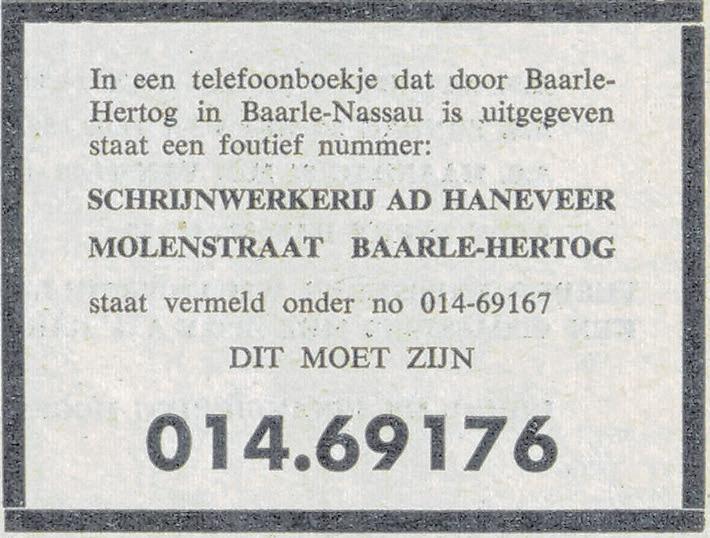 In een telefoonboekje dat door Baarle-
Hertog in Baarle-Nassau is uitgegeven
staat een foutief nummer:
SCHRIJNWERKERIJ AD HANEVEER
MOLENSTRAAT BAARLE-HERTOG
staat vermeld onder no 014-69167
DIT MOET ZIJN
014.69176